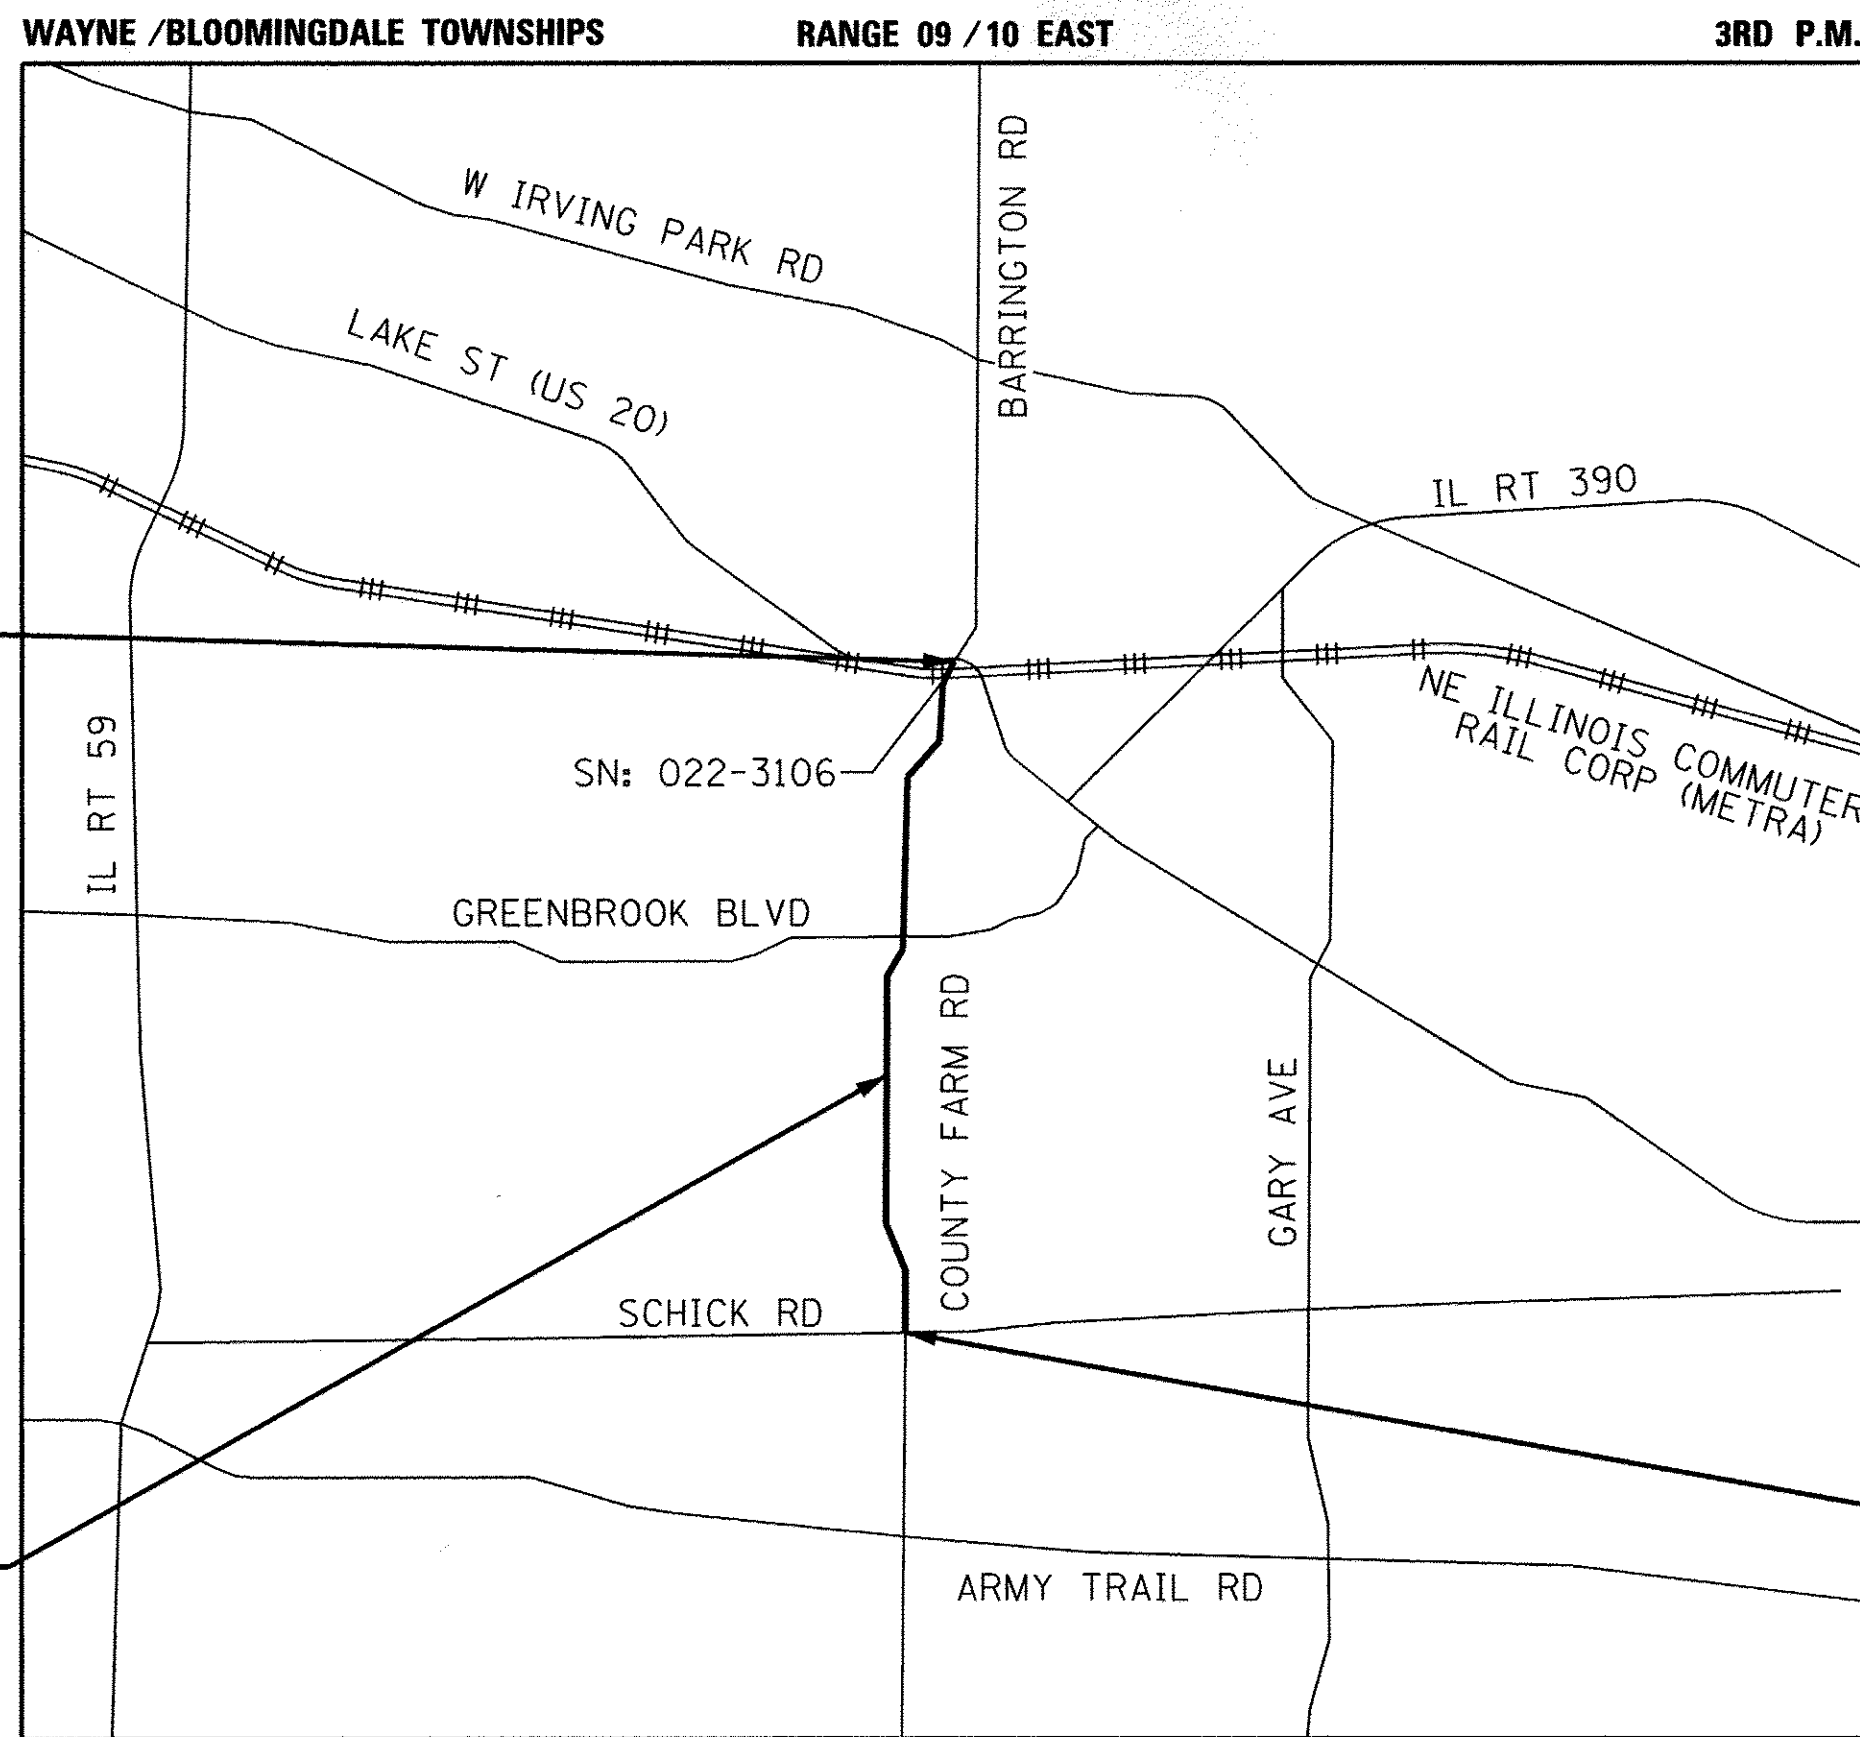 WAYNE /BLOOMINGDALE TOWNSHIPS RANGE 09 /10 EAST 3RD P.M.
BARRINGTON RD
W IRVING PARK RD
LAKE ST (US 20)
IL RT 390
IL RT 59
SN: 022-3106
NE ILLINOIS COMMUTER
RAIL CORP (METRA)
GREENBROOK BLVD
COUNTY FARM RD
GARY AVE
SCHICK RD
ARMY TRAIL RD